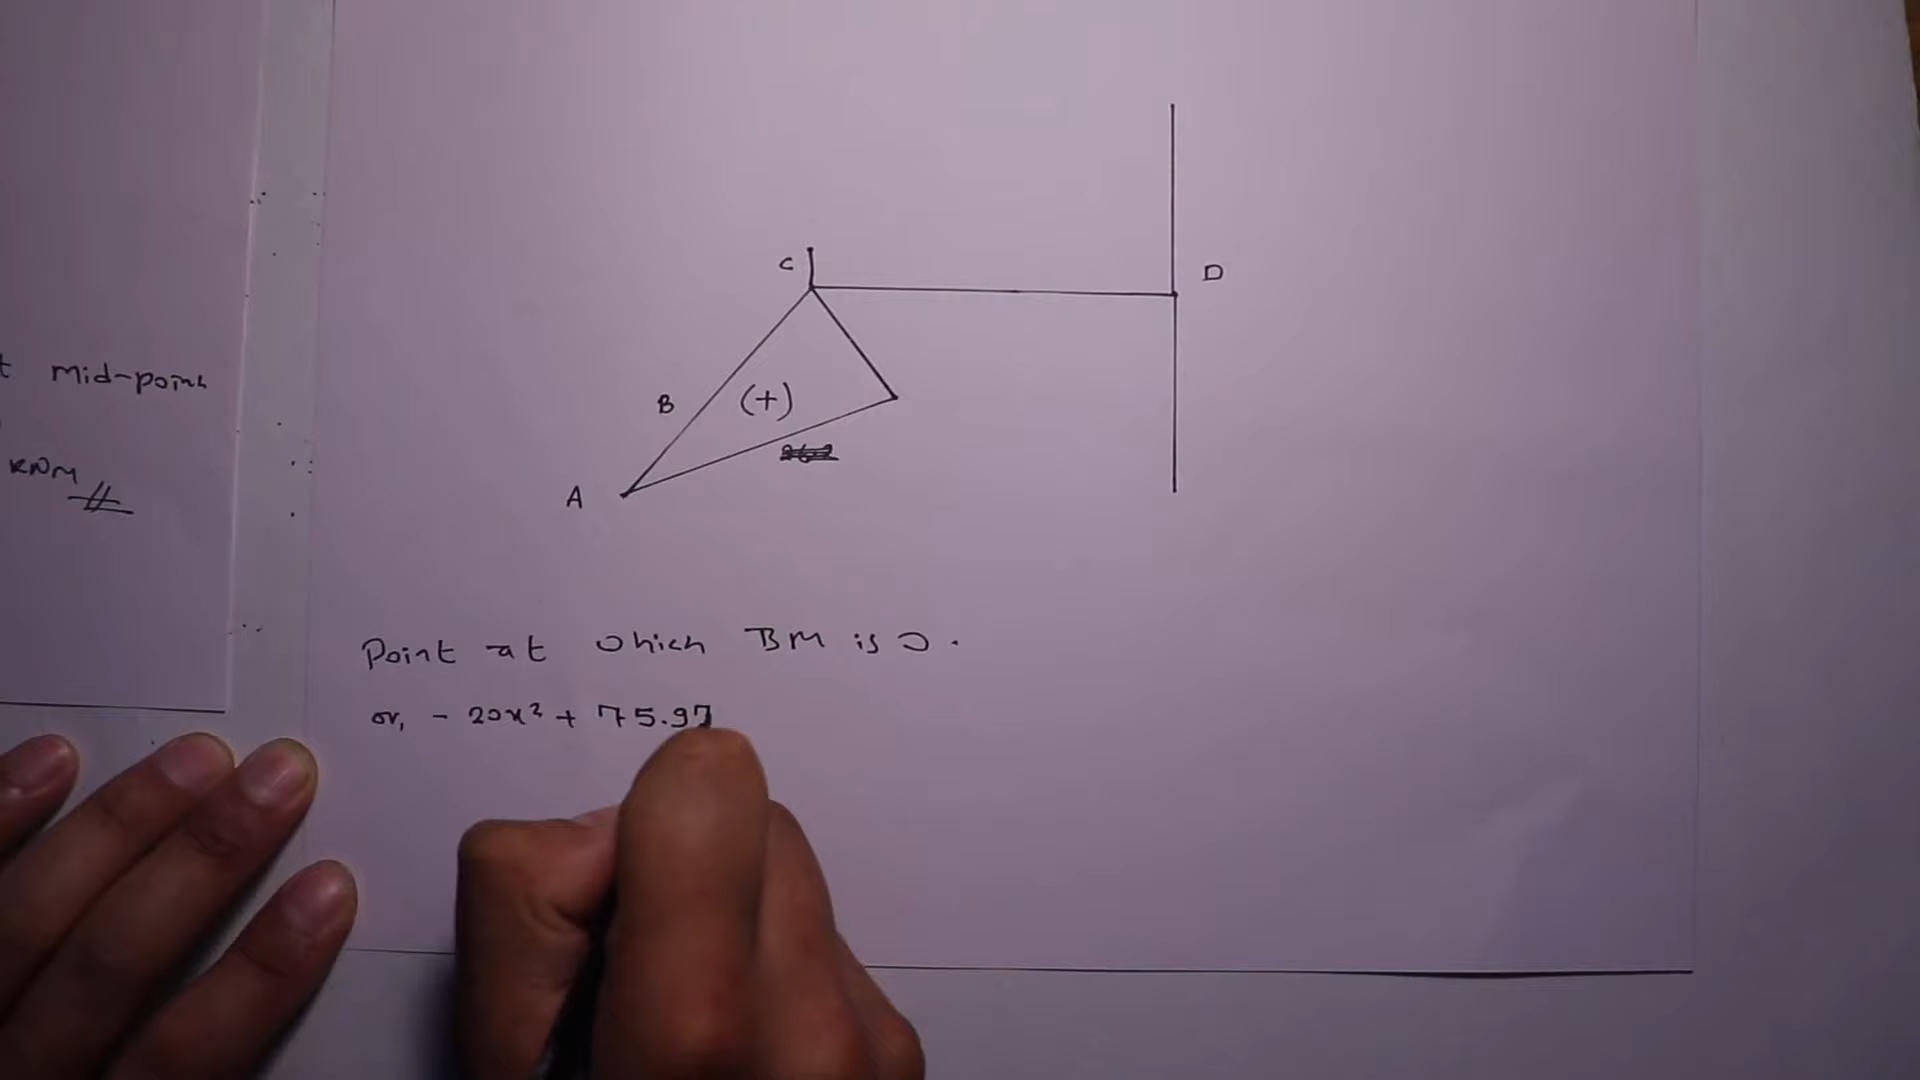 C
D
mid-point
B
(+)
KNM
A
Point at which BM is 0.
or, - 20x² + 75.97